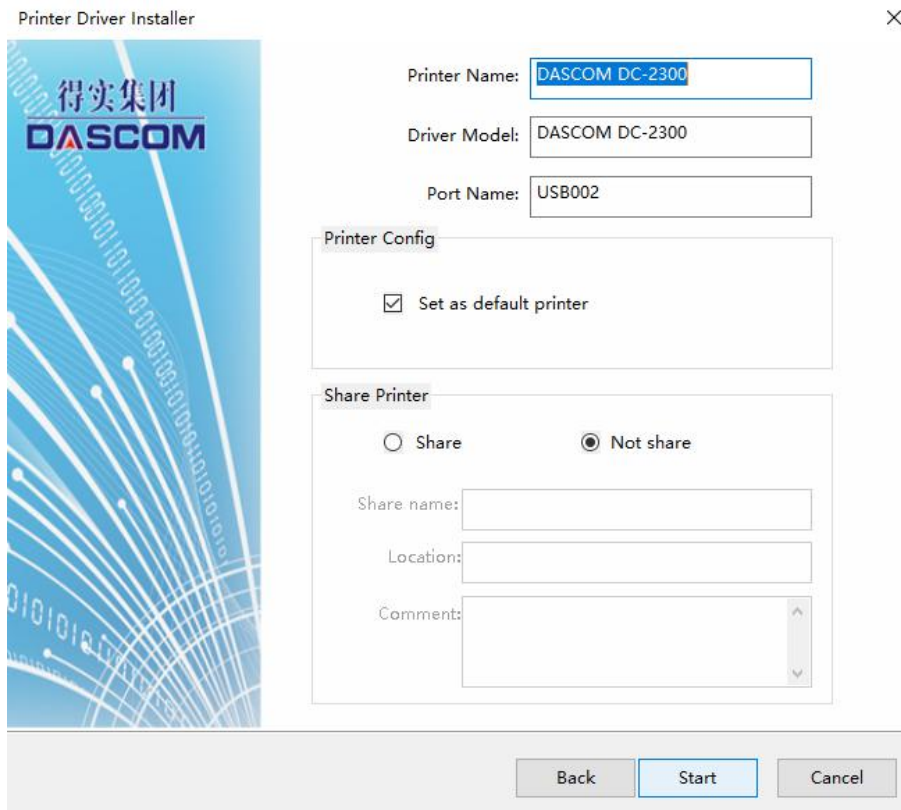 Printer Driver Installer
得实集团
DASCOM
Printer Name: DASCOM DC-2300
Driver Model: DASCOM DC-2300
Port Name: USB002
Printer Config
Set as default printer
Share Printer
Share Not share
Share name:
Location:
Comment:
Back Start Cancel